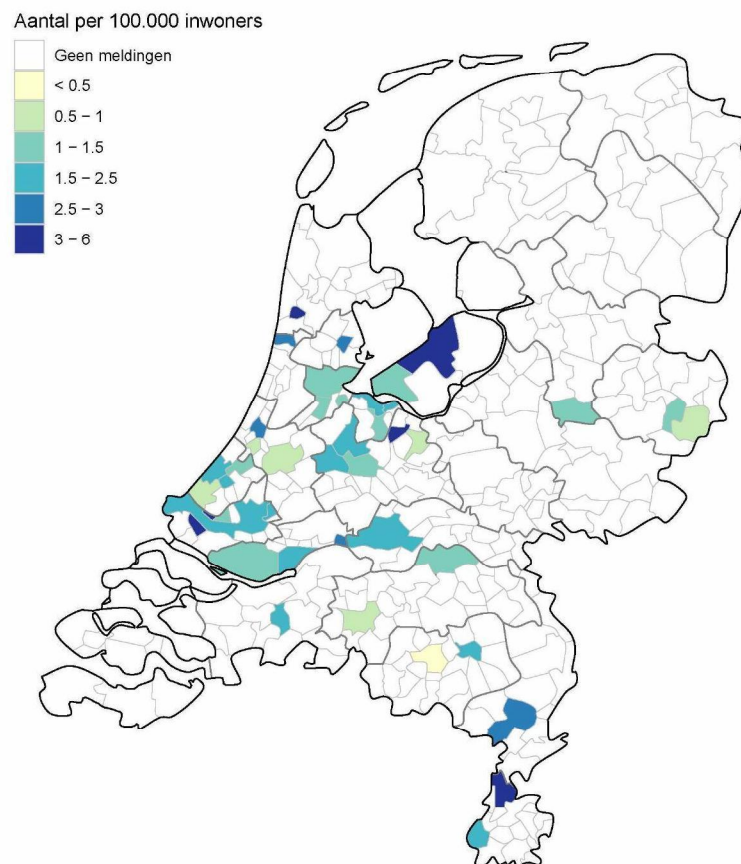 Aantal per 100.000 inwoners
Geen meldingen
< 0.5
0.5 – 1
1 – 1.5
1.5 – 2.5
2.5 – 3
3 – 6